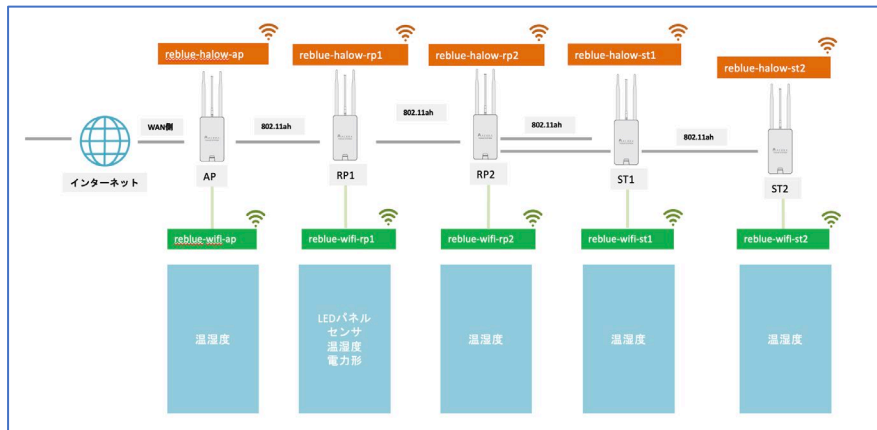 reblue-halow-ap
reblue-halow-rp1
reblue-halow-rp2
reblue-halow-st1
reblue-halow-st2
WAN側
802.11ah
802.11ah
802.11ah
802.11ah
インターネット
AP
RP1
RP2
ST1
ST2
reblue-wifi-ap
reblue-wifi-rp1
reblue-wifi-rp2
reblue-wifi-st1
reblue-wifi-st2
温湿度
LEDパネル
センサ
温湿度
電力形
温湿度
温湿度
温湿度